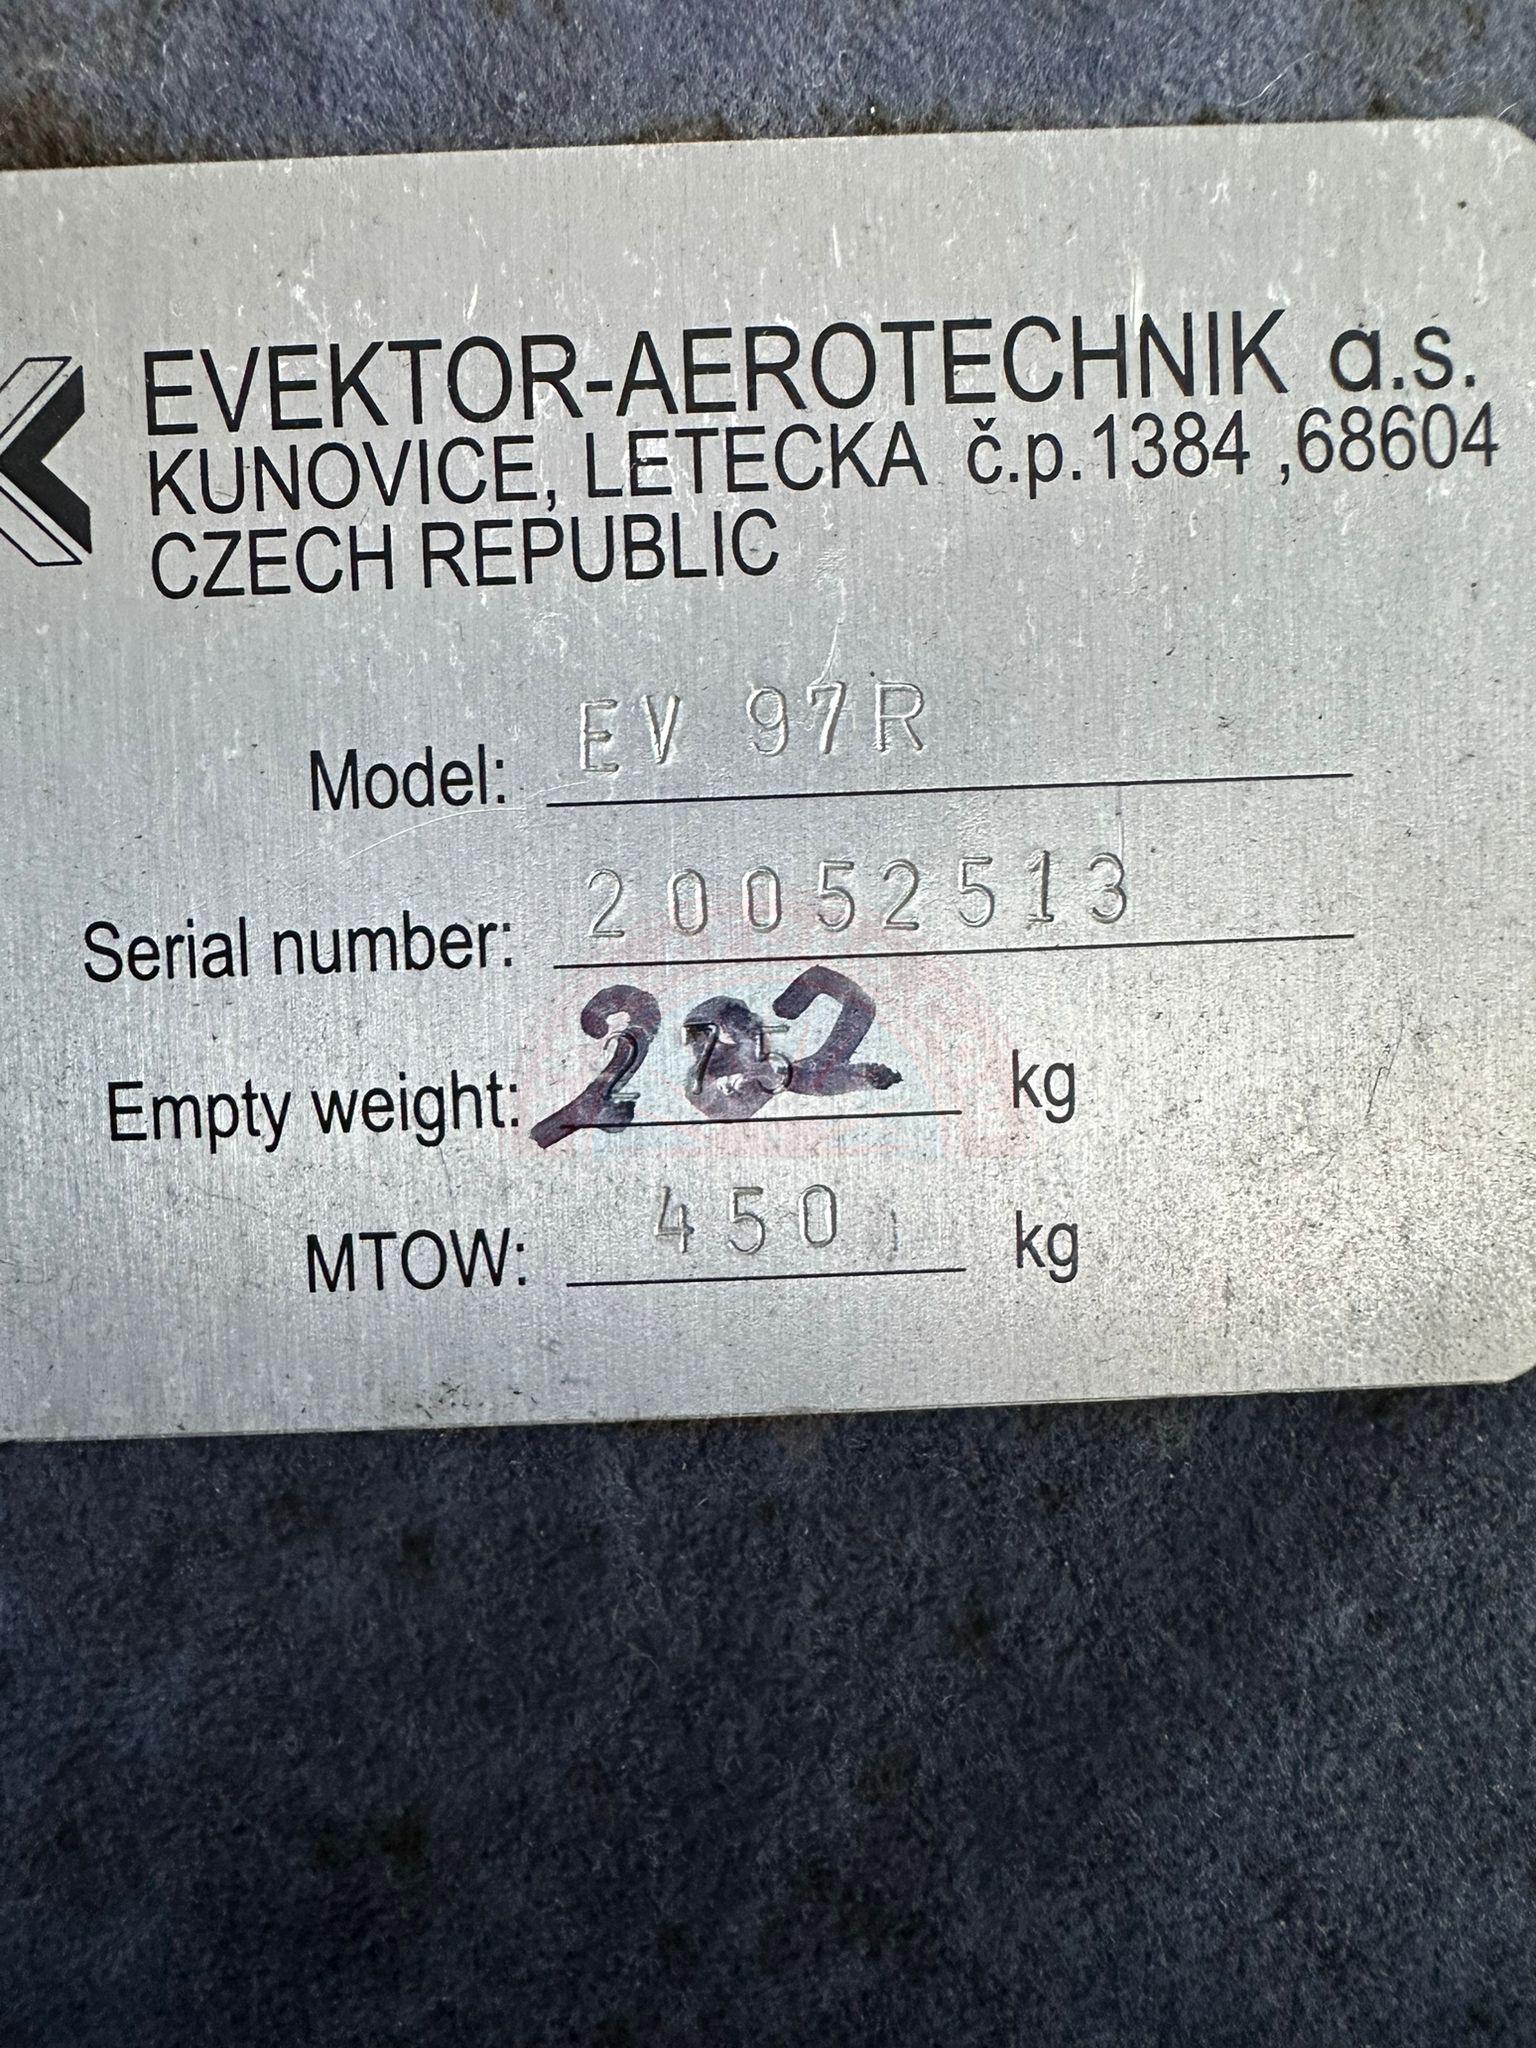 EVEKTOR-AEROTECHNIK a.s.
KUNOVICE, LETECKA č.p.1384 ,68604
CZECH REPUBLIC
Model: EV 97R
Serial number: 20052513
Empty weight: 275 282 kg
MTOW: 450 kg